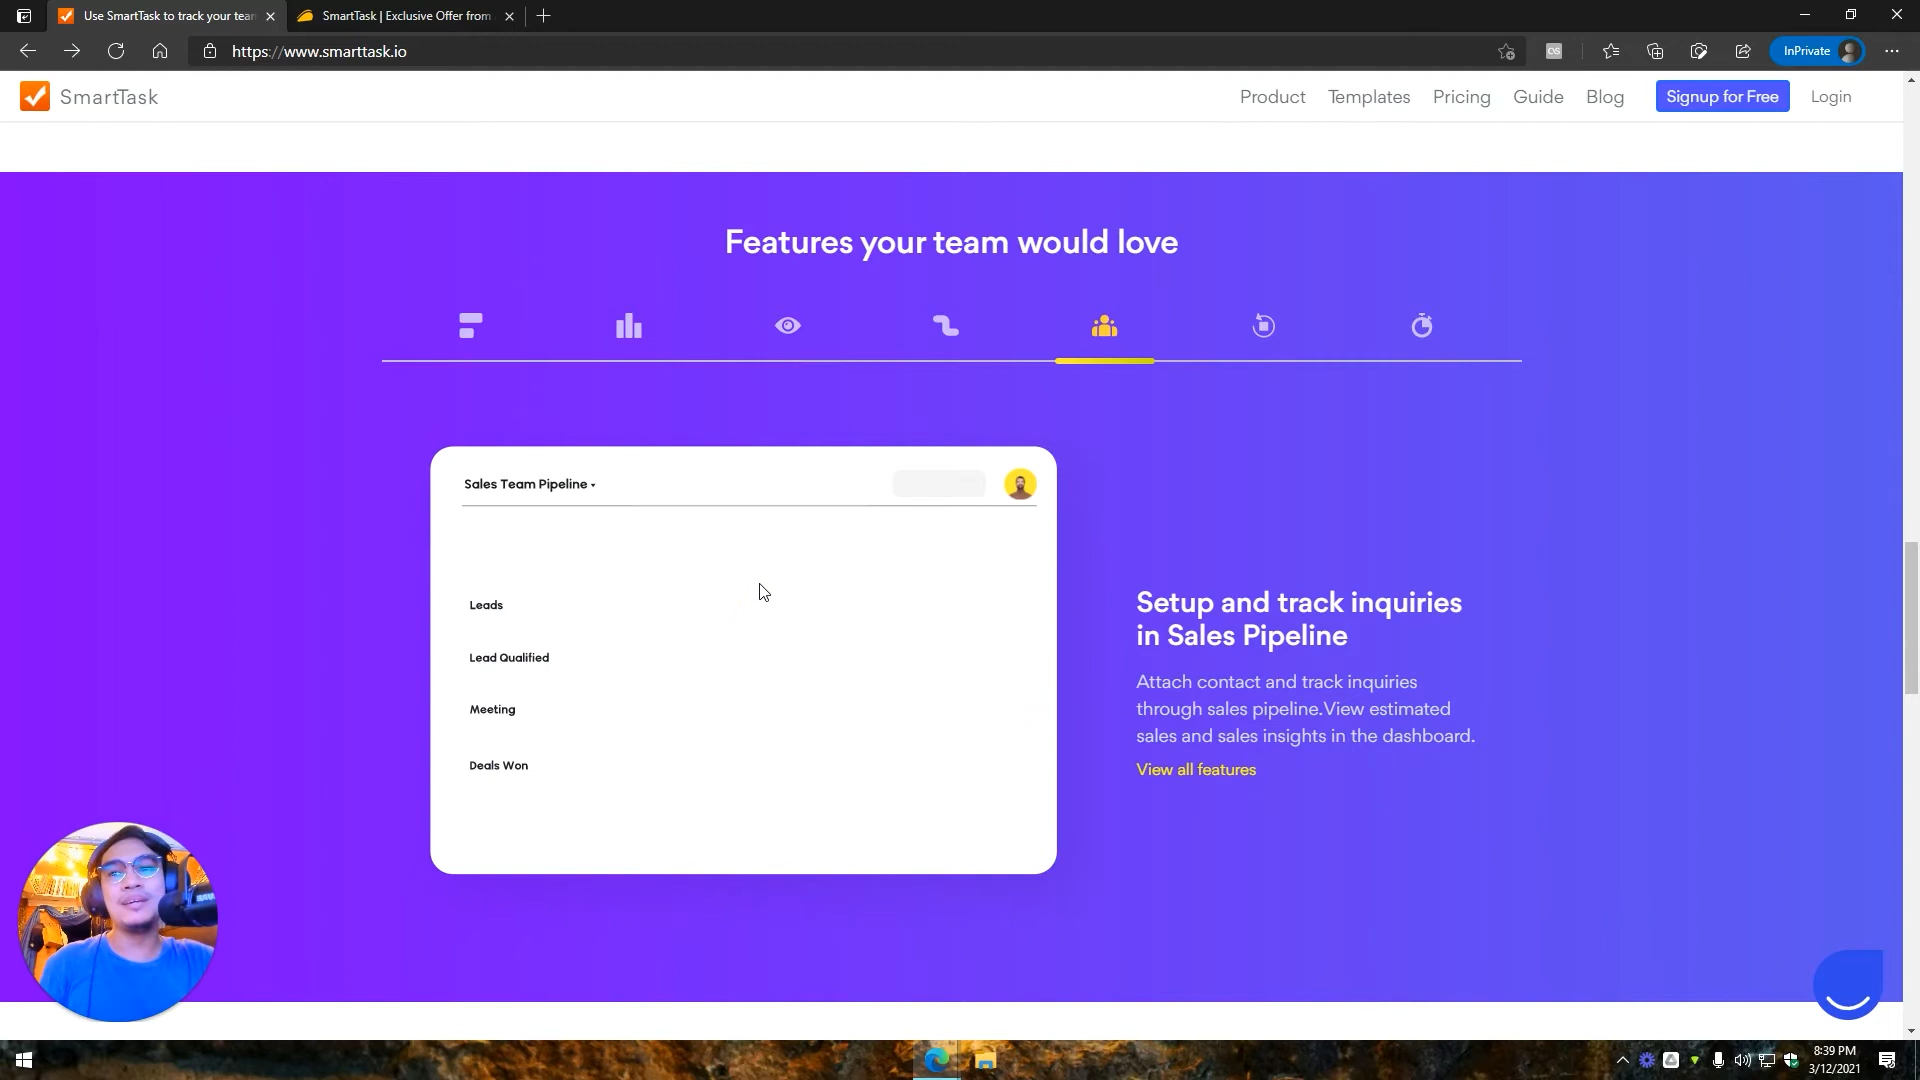 Use SmartTask to track your tean
SmartTask | Exclusive Offer from
https://www.smarttask.io
InPrivate
SmartTask
Product
Templates
Pricing
Guide
Blog
Signup for Free
Login
Features your team would love
Sales Team Pipeline
Leads
Lead Qualified
Meeting
Deals Won
Setup and track inquiries
in Sales Pipeline
Attach contact and track inquiries
through sales pipeline.View estimated
sales and sales insights in the dashboard.
View all features
8:39 PM
3/12/2021